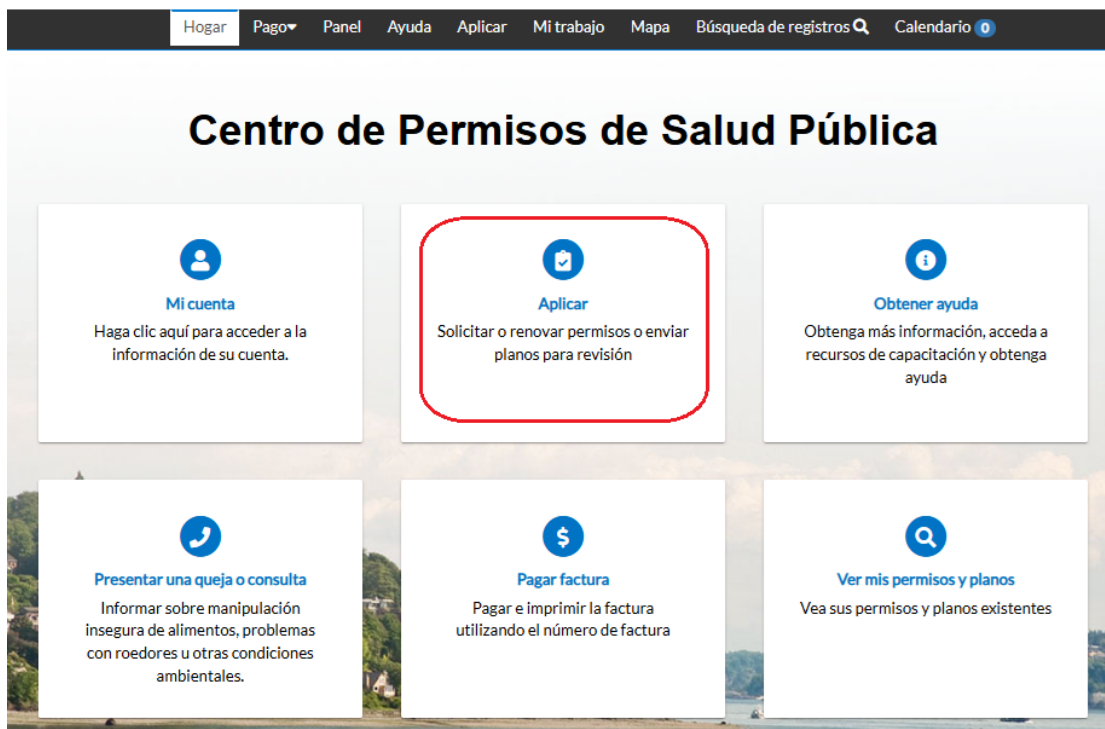 Hogar Pago Panel Ayuda Aplicar Mi trabajo Mapa Búsqueda de registros Calendario 0
Centro de Permisos de Salud Pública
Mi cuenta
Haga clic aquí para acceder a la
información de su cuenta.
Aplicar
Solicitar o renovar permisos o enviar
planos para revisión
Obtener ayuda
Obtenga más información, acceda a
recursos de capacitación y obtenga
ayuda
Presentar una queja o consulta
Informar sobre manipulación
insegura de alimentos, problemas
con roedores u otras condiciones
ambientales.
Pagar factura
Pagar e imprimir la factura
utilizando el número de factura
Ver mis permisos y planos
Vea sus permisos y planos existentes